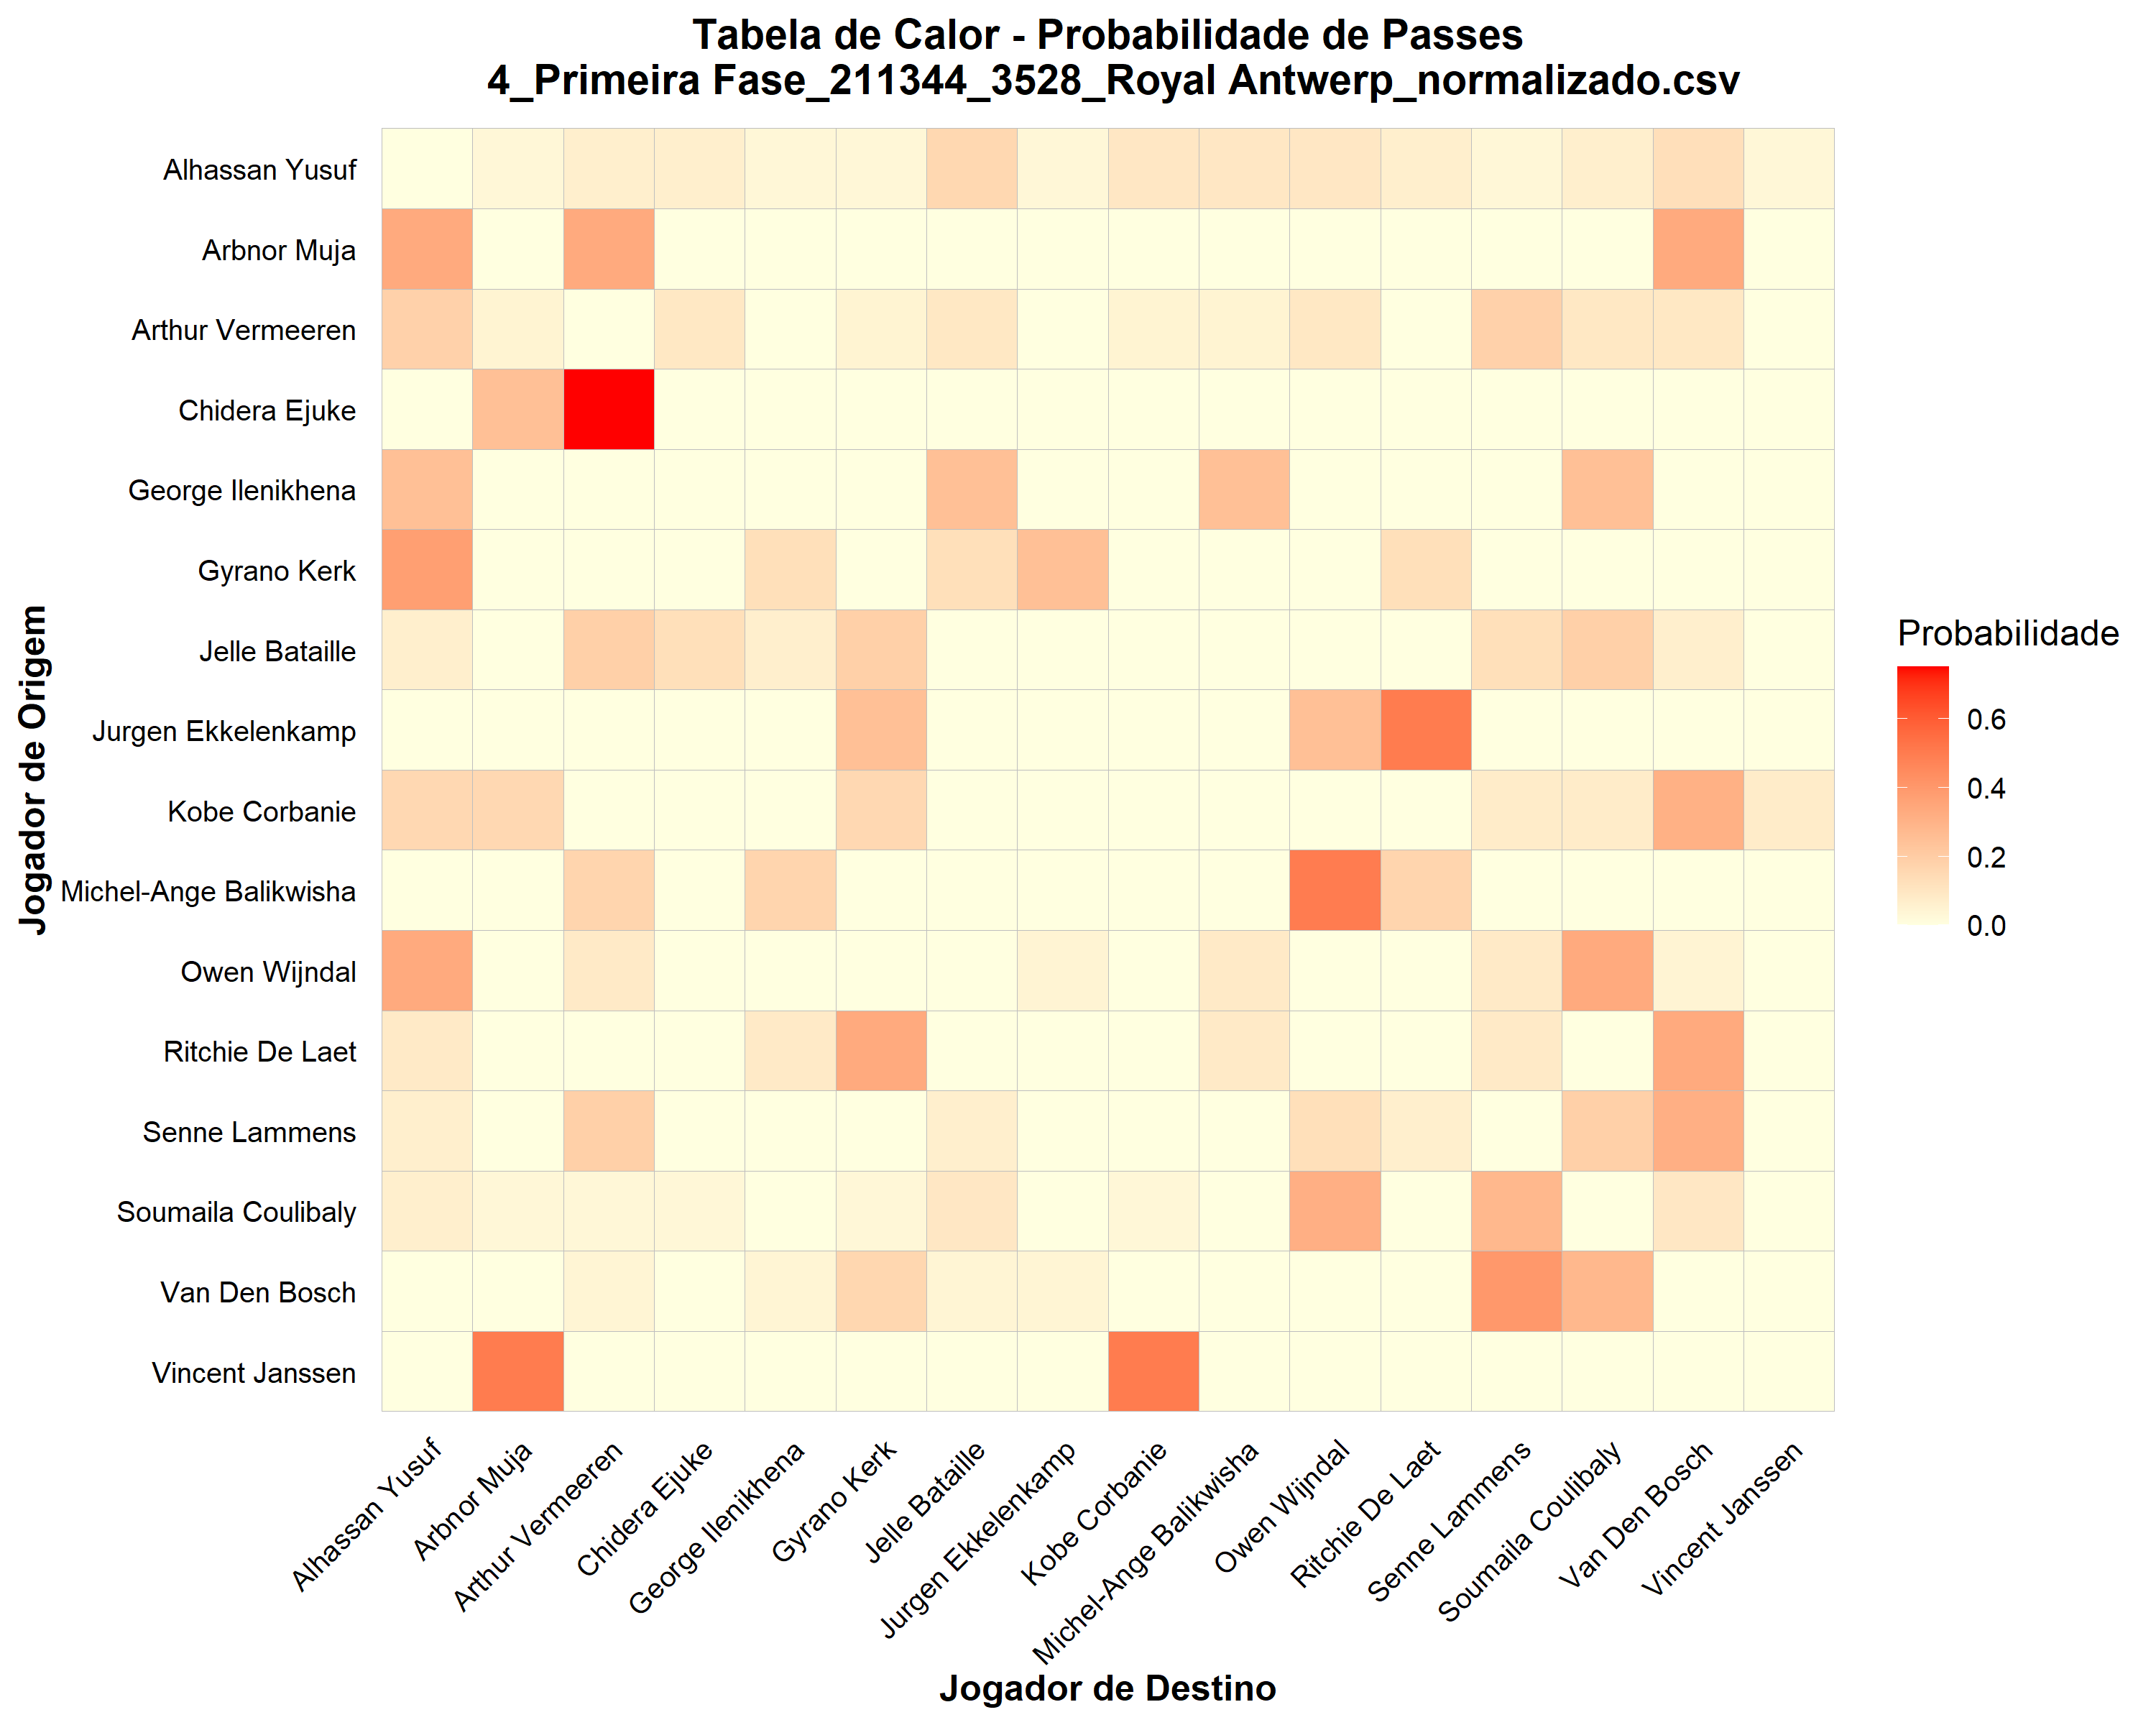 Tabela de Calor - Probabilidade de Passes
4_Primeira Fase_211344_3528_Royal Antwerp_normalizado.csv
Jogador de Origem
Alhassan Yusuf
Arbnor Muja
Arthur Vermeeren
Chidera Ejuke
George Ilenikhena
Gyrano Kerk
Jelle Bataille
Jurgen Ekkelenkamp
Kobe Corbanie
Michel-Ange Balikwisha
Owen Wijndal
Ritchie De Laet
Senne Lammens
Soumaila Coulibaly
Van Den Bosch
Vincent Janssen
Alhassan Yusuf
Arbnor Muja
Arthur Vermeeren
Chidera Ejuke
George Ilenikhena
Gyrano Kerk
Jelle Bataille
Jurgen Ekkelenkamp
Kobe Corbanie
Michel-Ange Balikwisha
Owen Wijndal
Ritchie De Laet
Senne Lammens
Soumaila Coulibaly
Van Den Bosch
Vincent Janssen
Jogador de Destino
Probabilidade
0.6
0.4
0.2
0.0